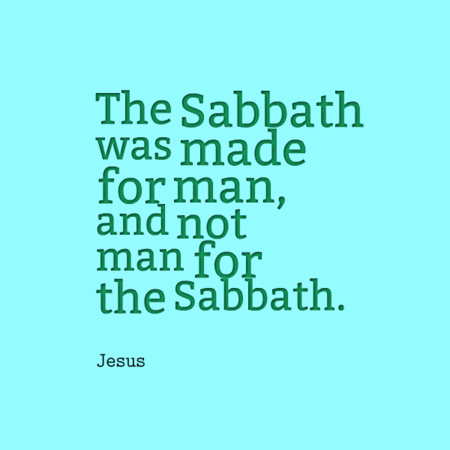 The Sabbath
was made
for man,
and not
man for
the Sabbath.
Jesus